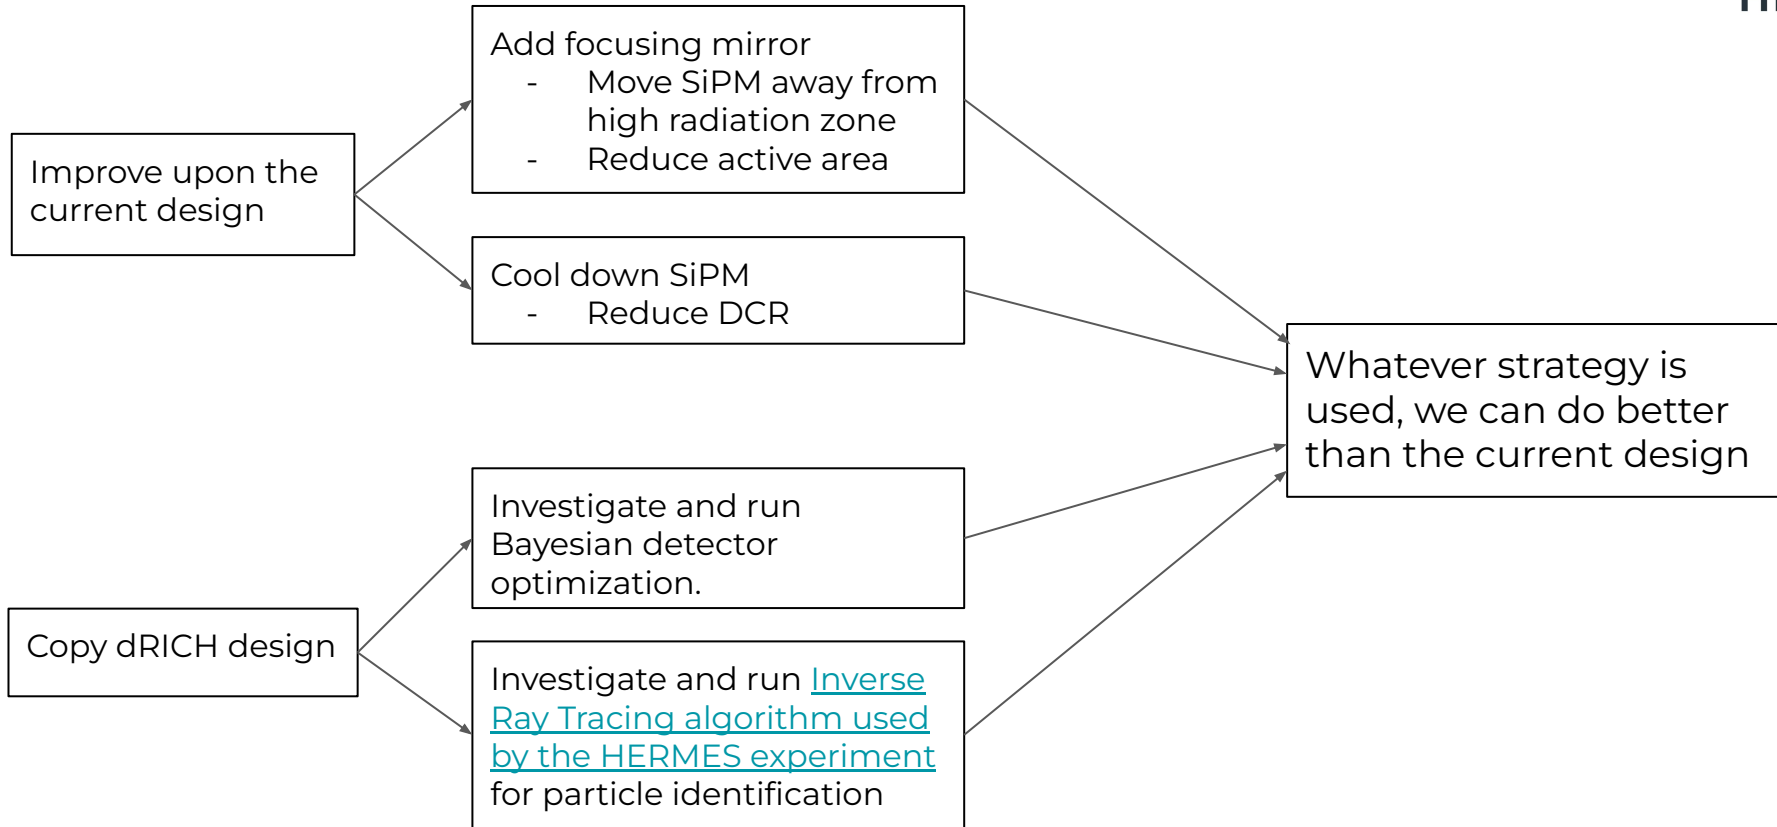 Add focusing mirror
- Move SiPM away from
high radiation zone
- Reduce active area
Improve upon the
current design
Cool down SiPM
- Reduce DCR
Whatever strategy is
used, we can do better
than the current design
Investigate and run
Bayesian detector
optimization.
Copy dRICH design
Investigate and run Inverse
Ray Tracing algorithm used
by the HERMES experiment
for particle identification